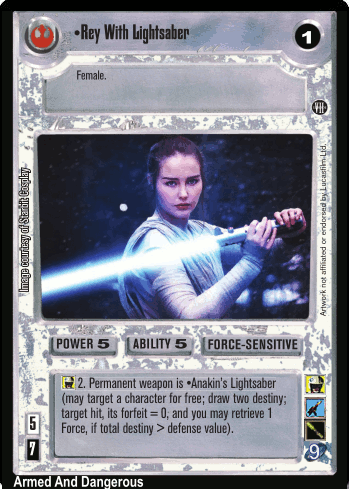 •Rey With Lightsaber
1
Female.
VII
Image courtesy of Starlit Cosplay
Artwork not affiliated or endorsed by Lucasfilm Ltd.
POWER 5
ABILITY 5
FORCE-SENSITIVE
2. Permanent weapon is •Anakin's Lightsaber
(may target a character for free; draw two destiny;
target hit, its forfeit = 0, and you may retrieve 1
Force, if total destiny > defense value).
5
7
9
Armed And Dangerous